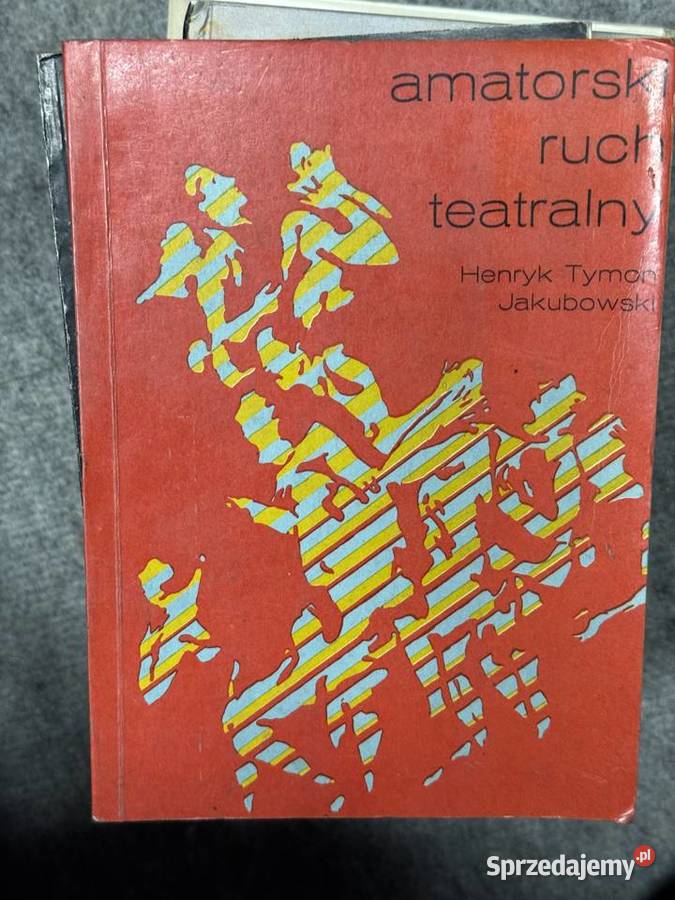 amatorski
ruch
teatralny
Henryk Tymon
Jakubowski
Sprzedajemy.pl